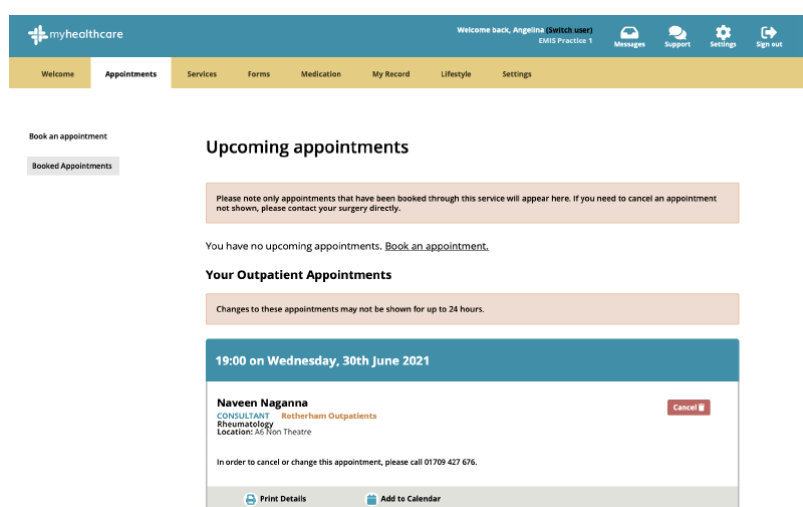 myhealthcare
Welcome back, Angelina (Switch user)
EMIS Practice 1
Messages
Support
Settings
Sign out
Welcome
Appointments
Services
Forms
Medication
My Record
Lifestyle
Settings
Book an appointment
Booked Appointments
Upcoming appointments
Please note only appointments that have been booked through this service will appear here. If you need to cancel an appointment
not shown, please contact your surgery directly.
You have no upcoming appointments. Book an appointment.
Your Outpatient Appointments
Changes to these appointments may not be shown for up to 24 hours.
19:00 on Wednesday, 30th June 2021
Naveen Naganna
CONSULTANT Rotherham Outpatients
Rheumatology
Location: A6 Non Theatre
Cancel
In order to cancel or change this appointment, please call 01709 427 676.
Print Details
Add to Calendar